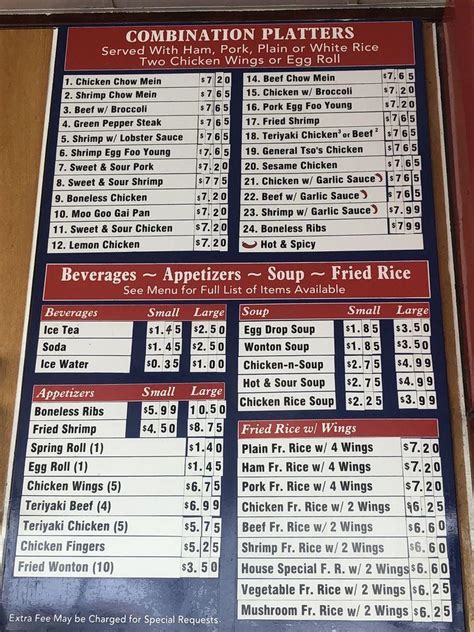 COMBINATION PLATTERS
Served With Ham, Pork, Plain or White Rice
Two Chicken Wings or Egg Roll
1. Chicken Chow Mein $7.20
2. Shrimp Chow Mein $7.65
3. Beef w/ Broccoli $7.65
4. Green Pepper Steak $7.65
5. Shrimp w/ Lobster Sauce $7.65
6. Shrimp Egg Foo Young $7.65
7. Sweet & Sour Pork $7.20
8. Sweet & Sour Shrimp $7.75
9. Boneless Chicken $7.20
10. Moo Goo Gai Pan $7.20
11. Sweet & Sour Chicken $7.20
12. Lemon Chicken $7.20
14. Beef Chow Mein $7.65
15. Chicken w/ Broccoli $7.65
16. Pork Egg Foo Young $7.65
17. Fried Shrimp $7.65
18. Teriyaki Chicken3 or Beef2 $7.65
19. General Tso's Chicken $7.65
20. Sesame Chicken $7.65
21. Chicken w/ Garlic Sauce $7.65
22. Beef w/ Garlic Sauce $7.65
23. Shrimp w/ Garlic Sauce $7.99
24. Boneless Ribs $7.99
Hot & Spicy
Beverages ~ Appetizers ~ Soup ~ Fried Rice
See Menu for Full List of Items Available
Beverages Small Large
Ice Tea $1.45 $2.50
Soda $1.45 $2.50
Ice Water $0.35 $1.00
Appetizers Small Large
Boneless Ribs $5.99 10.50
Fried Shrimp $4.50 $8.75
Spring Roll (1) $1.40
Egg Roll (1) $1.45
Chicken Wings (5) $6.75
Teriyaki Beef (4) $6.99
Teriyaki Chicken (5) $5.75
Chicken Fingers $5.25
Fried Wonton (10) $3.50
Soup Small Large
Egg Drop Soup $1.85 $3.50
Wonton Soup $1.85 $3.50
Chicken-n-Soup $2.75 $4.99
Hot & Sour Soup $2.75 $4.99
Chicken Rice Soup $2.25 $3.99
Fried Rice w/ Wings
Plain Fr. Rice w/ 4 Wings $7.20
Ham Fr. Rice w/ 4 Wings $7.20
Pork Fr. Rice w/ 4 Wings $7.20
Chicken Fr. Rice w/ 2 Wings $6.25
Beef Fr. Rice w/ 2 Wings $6.60
Shrimp Fr. Rice w/ 2 Wings $6.60
House Special F. R. w/ 2 Wings $6.60
Vegetable Fr. Rice w/ 2 Wings $6.60
Mushroom Fr. Rice w/ 2 Wings $6.60
Extra Fee May be Charged for Special Requests